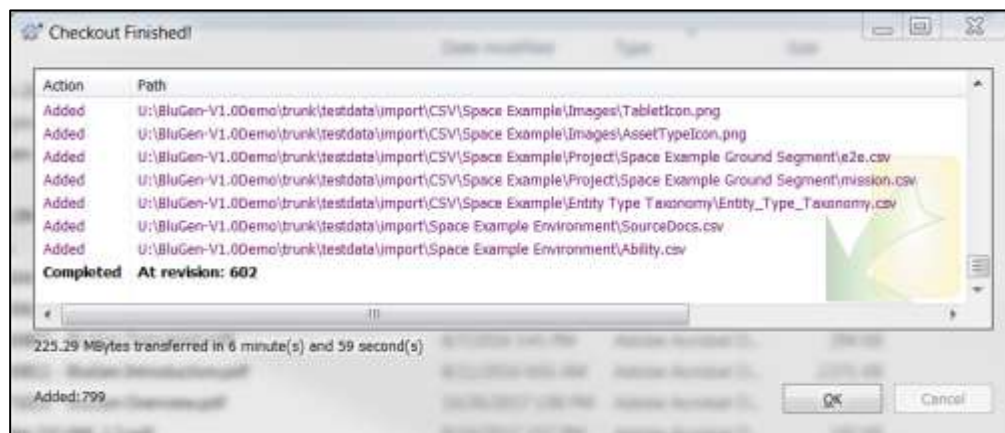 Checkout Finished!
Action Path
Added U:\BluGen-V1.0Demo\trunk\testdata\import\CSV\Space Example\Images\TabletIcon.png
Added U:\BluGen-V1.0Demo\trunk\testdata\import\CSV\Space Example\Images\AssetTypeIcon.png
Added U:\BluGen-V1.0Demo\trunk\testdata\import\CSV\Space Example\Project\Space Example Ground Segment\e2e.csv
Added U:\BluGen-V1.0Demo\trunk\testdata\import\CSV\Space Example\Project\Space Example Ground Segment\mission.csv
Added U:\BluGen-V1.0Demo\trunk\testdata\import\CSV\Space Example\Entity Type Taxonomy\Entity_Type_Taxonomy.csv
Added U:\BluGen-V1.0Demo\trunk\testdata\import\Space Example Environment\SourceDocs.csv
Added U:\BluGen-V1.0Demo\trunk\testdata\import\Space Example Environment\Ability.csv
Completed At revision: 602
225.29 MBytes transferred in 6 minute(s) and 59 second(s)
Added:799
OK Cancel